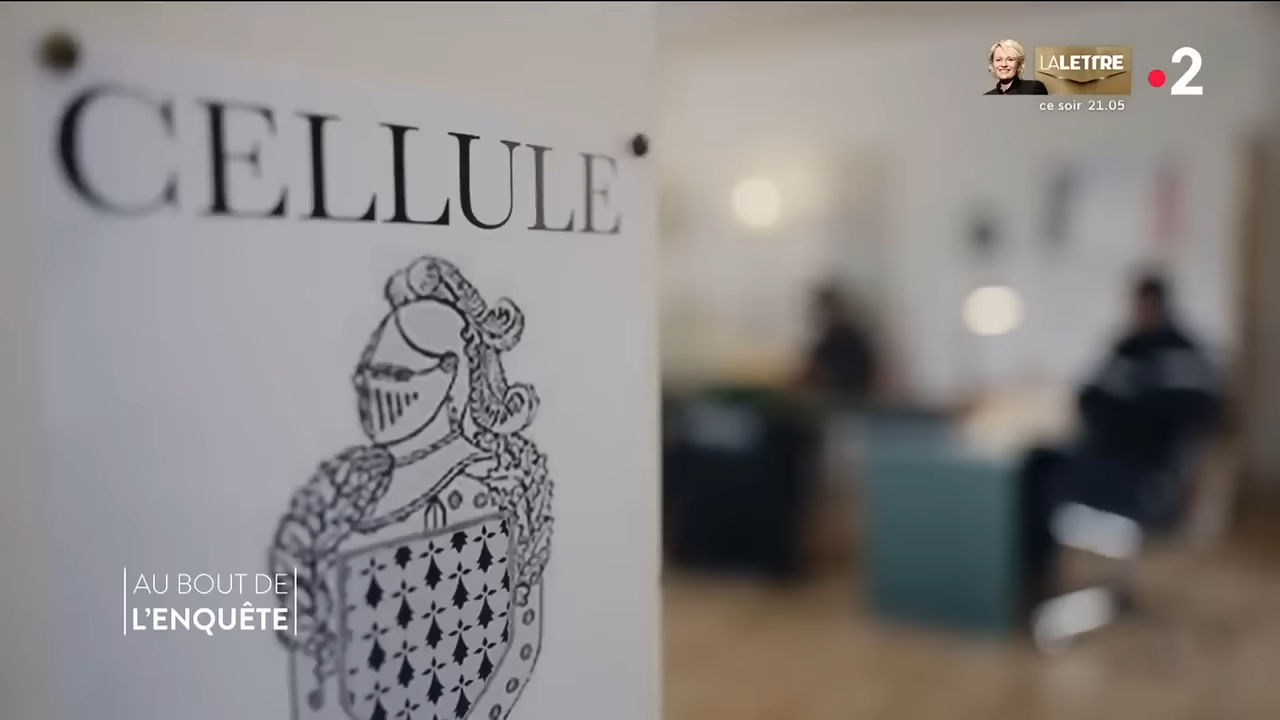 CELLULE
LALETTRE
2
ce soir 21.05
AU BOUT DE
L'ENQUÊTE